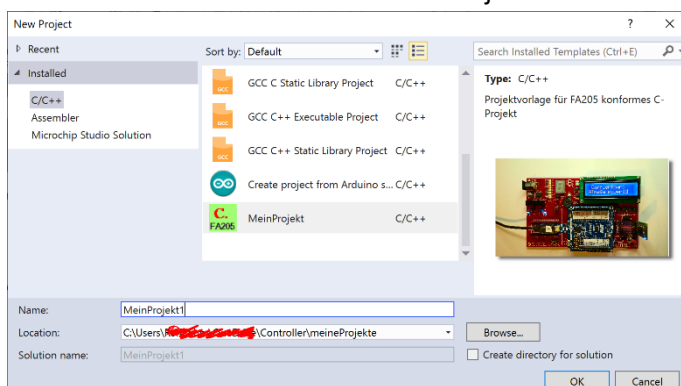 New Project
? ×
Recent
Sort by: Default
Search Installed Templates (Ctrl+E)
Installed
C/C++
Assembler
Microchip Studio Solution
GCC C Static Library Project C/C++
GCC C++ Executable Project C/C++
GCC C++ Static Library Project C/C++
Create project from Arduino s... C/C++
C.
FA205
MeinProjekt C/C++
Type: C/C++
Projektvorlage für FA205 konformes C-
Projekt
Name: MeinProjekt1
Location: C:\Users\ \Controller\meineProjekte
Browse...
Solution name: MeinProjekt1
Create directory for solution
OK Cancel